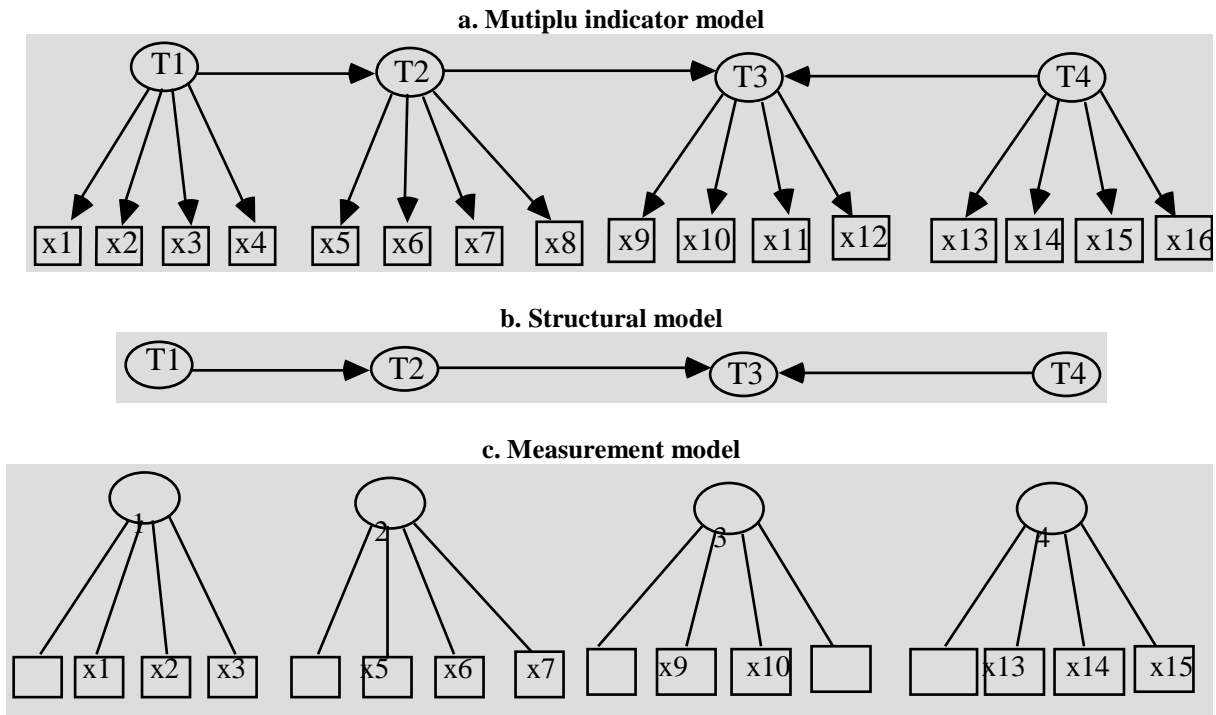 a. Mutiplu indicator model
T1 T2 T3 T4
x1 x2 x3 x4 x5 x6 x7 x8 x9 x10 x11 x12 x13 x14 x15 x16
b. Structural model
T1 T2 T3 T4
c. Measurement model
1 2 3 4
x1 x2 x3 x5 x6 x7 x9 x10 x13 x14 x15